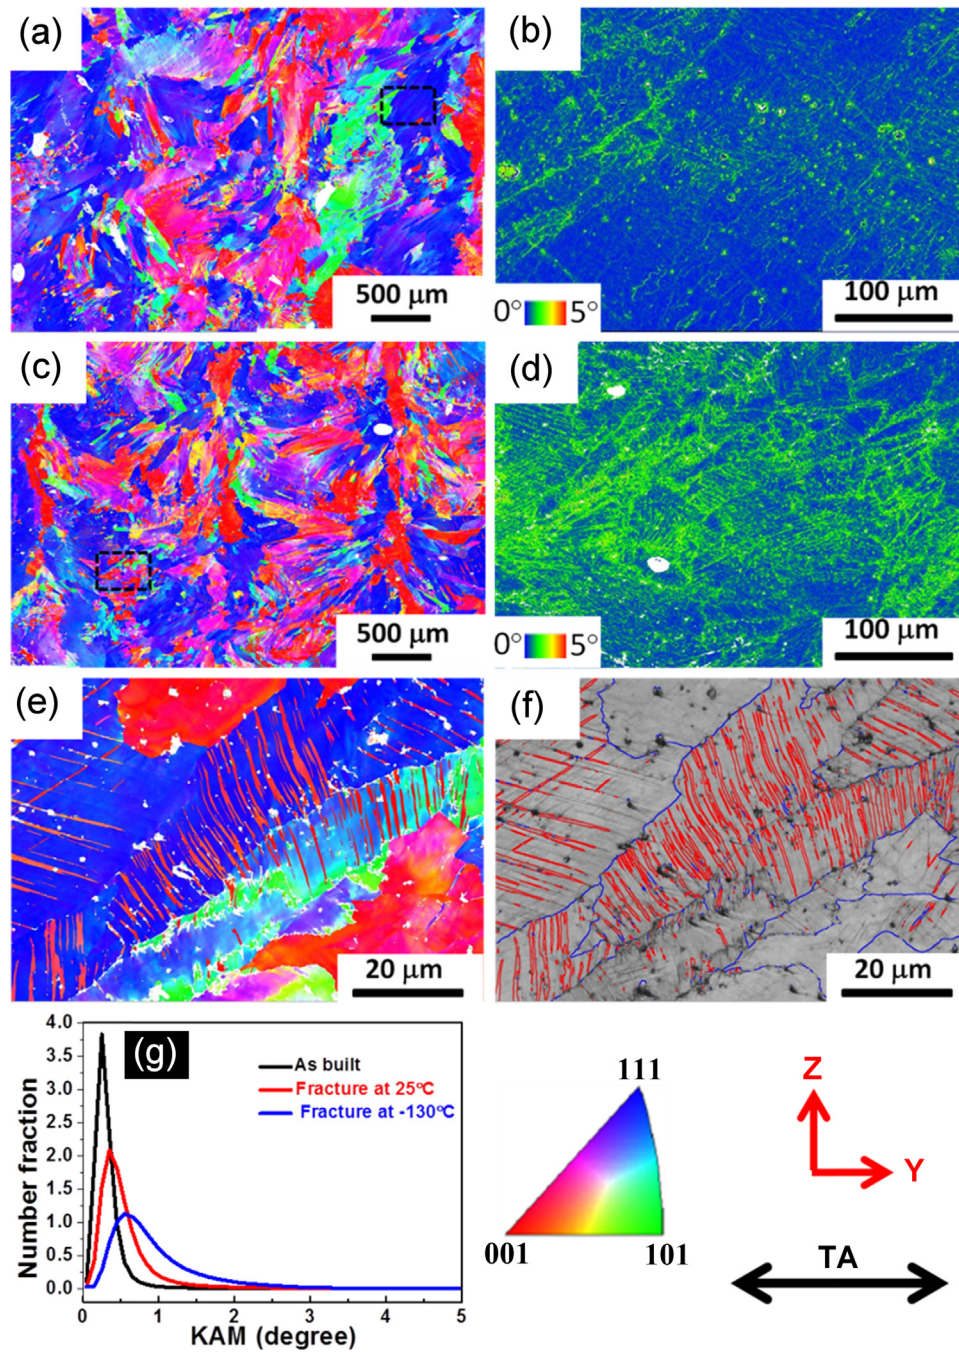 (a)
500 μm
(b)
0° 5°
100 μm
(c)
500 μm
(d)
0° 5°
100 μm
(e)
20 μm
(f)
20 μm
(g)
Number fraction
4.0
3.5
3.0
2.5
2.0
1.5
1.0
0.5
0.0
As built
Fracture at 25°C
Fracture at -130°C
0 1 2 3 4 5
KAM (degree)
111
001 101
Z
Y
TA